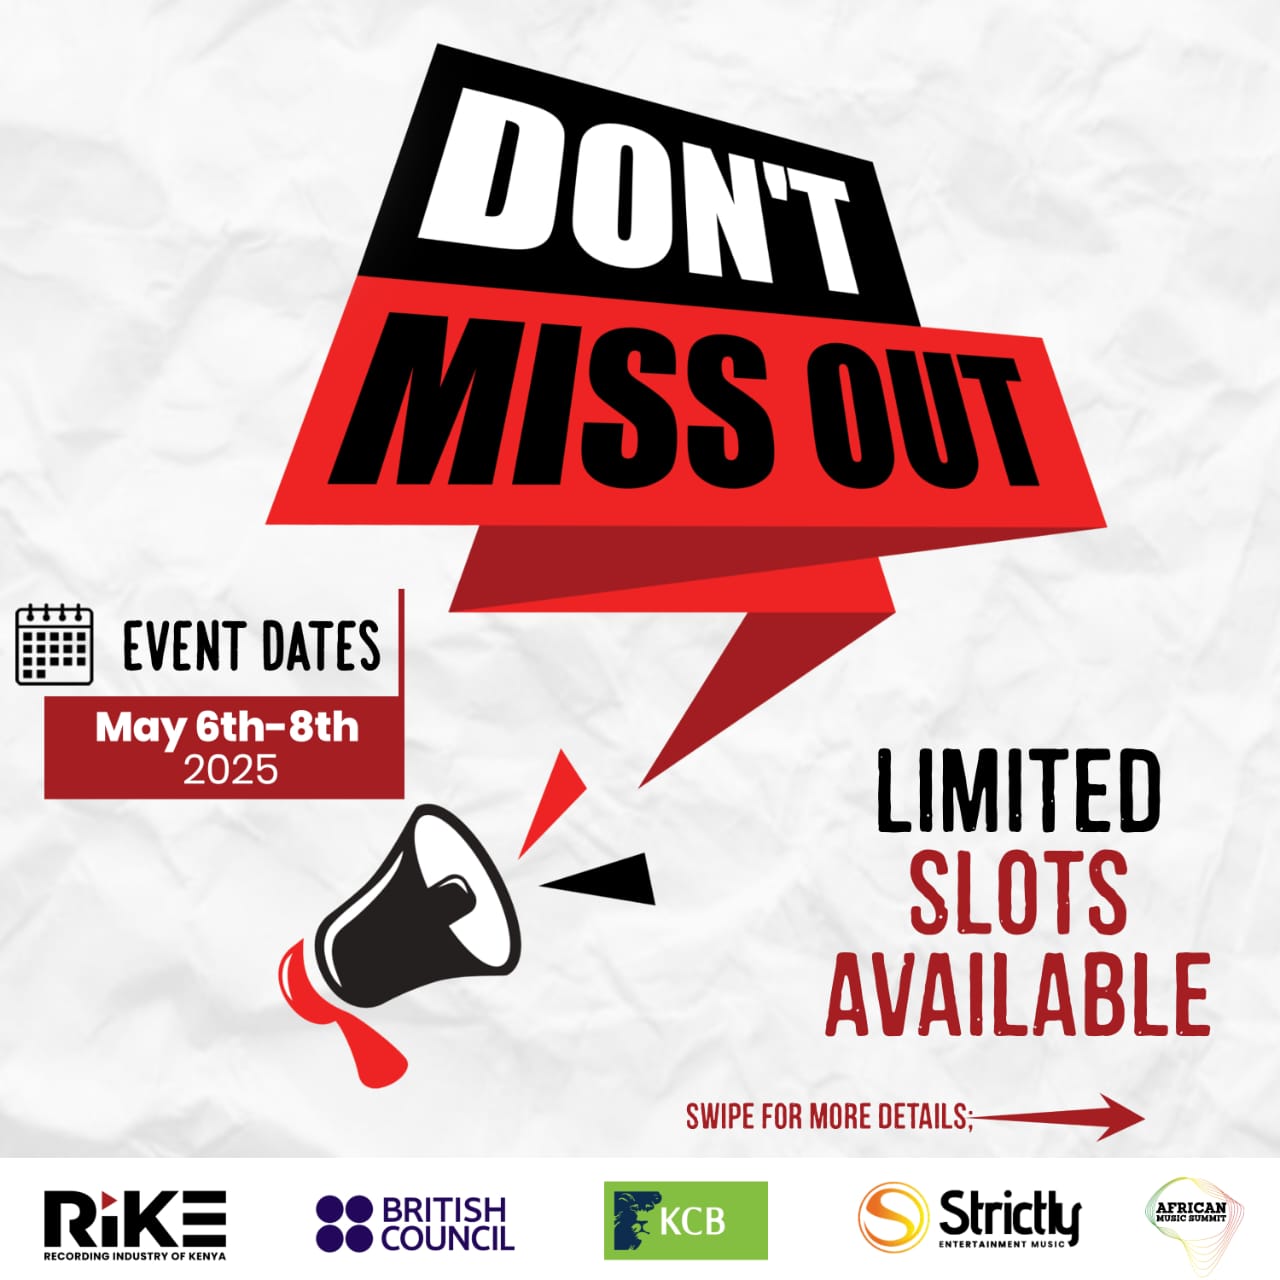 DON'T
MISS OUT
EVENT DATES
May 6th-8th
2025
LIMITED
SLOTS
AVAILABLE
SWIPE FOR MORE DETAILS;
RiKE
RECORDING INDUSTRY OF KENYA
BRITISH
COUNCIL
KCB
Strictly
ENTERTAINMENT MUSIC
AFRICAN
MUSIC SUMMIT